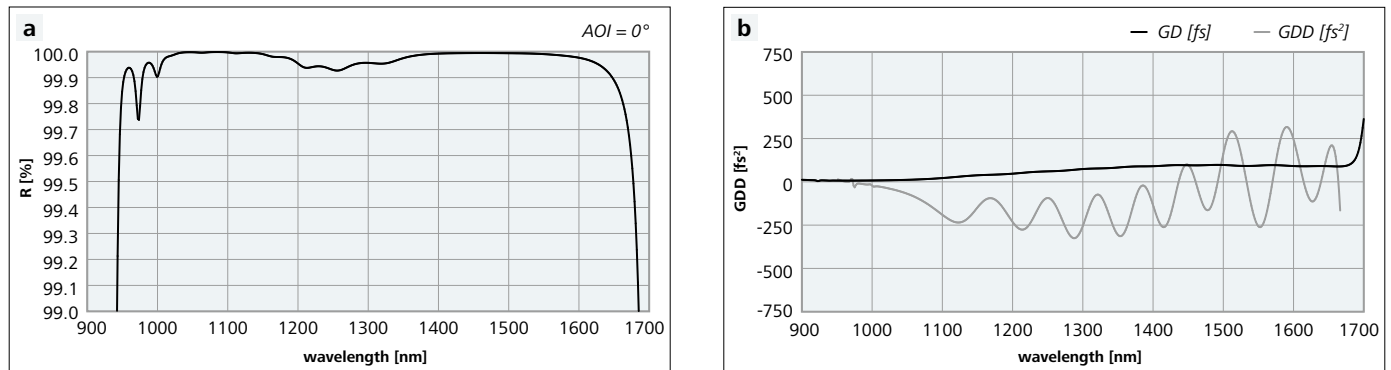 a
AOI = 0°
100.0
99.9
99.8
99.7
99.6
99.5
99.4
99.3
99.2
99.1
99.0
R [%]
900 1000 1100 1200 1300 1400 1500 1600 1700
wavelength [nm]
b
GD [fs] GDD [fs²]
750
500
250
0
-250
-500
-750
GDD [fs²]
900 1000 1100 1200 1300 1400 1500 1600 1700
wavelength [nm]